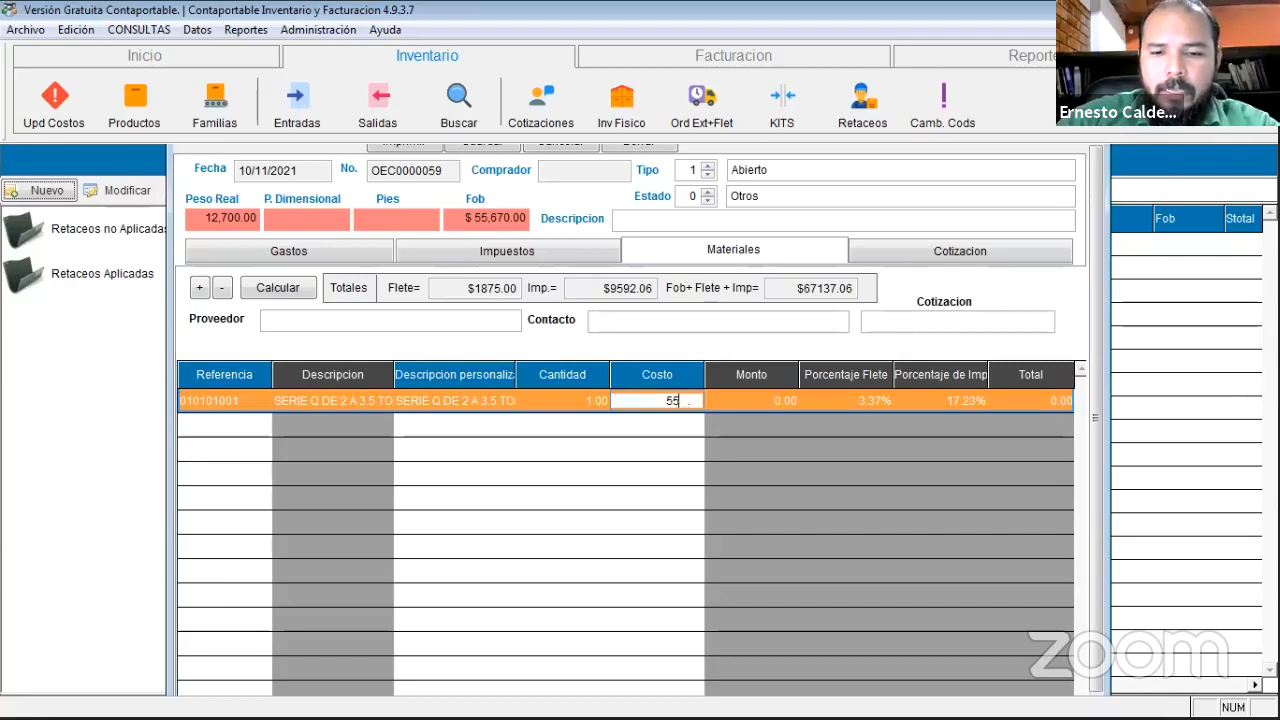 Versión Gratuita Contaportable. | Contaportable Inventario y Facturacion 4.9.3.7
Archivo Edición CONSULTAS Datos Reportes Administración Ayuda
Inicio Inventario Facturacion
Upd Costos Productos Familias Entradas Buscar Cotizaciones Inv Fisico Ord Ext+Flet KITS Retaceos Camb. Cods
Ernesto Calde...
Nuevo Modificar
Retaceos no Aplicadas
Retaceos Aplicadas
Fecha 10/11/2021 No. OEC0000050 Comprador Tipo 1 Abierto
Estado 0 Otros
Peso Real P. Dimensional Pies Fob
12,700.00 $ 55,670.00 Descripcion
Gastos Impuestos Materiales Cotizacion
+ - Calcular Totales Flete= $1875.00 Imp.= $9592.06 Fob+ Flete + Imp= $67137.06
Cotizacion
Proveedor Contacto
Referencia Descripcion Descripcion personaliz Cantidad Costo Monto Porcentaje Flete Porcentaje de Imp Total
010101001 SERIE Q DE 2 A 3.5 TO SERIE Q DE 2 A 3.5 TO 1.00 55 . 0.00 3.37% 17.23% 0.00
Fob Stotal
zoom
NUM